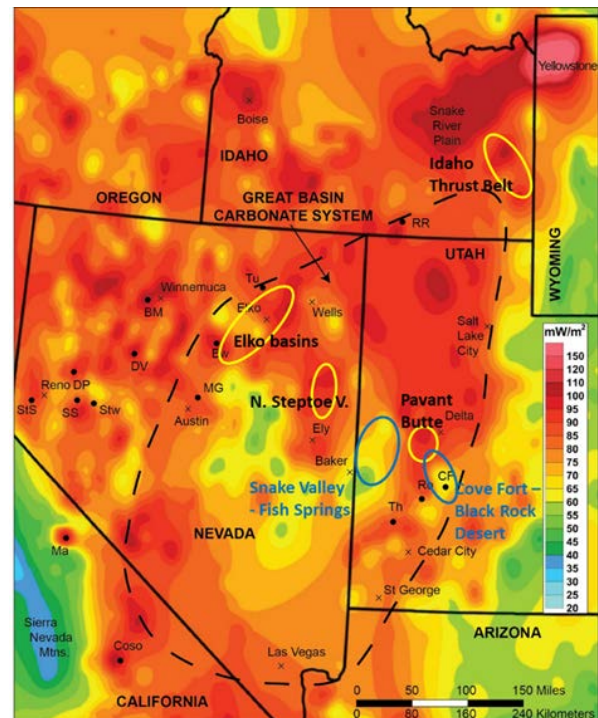 Yellowstone
Boise
Snake
River
Plain
IDAHO
Idaho
Thrust Belt
OREGON
GREAT BASIN
CARBONATE SYSTEM
RR
WYOMING
UTAH
Tu
Winnemuca
BM
Elko
Wells
Salt
Lake
City
mW/m²
150
120
110
105
100
95
90
85
80
75
70
65
60
55
50
45
40
35
30
25
20
Ew
Elko basins
DV
Reno
DP
StS
SS
Stw
MG
Austin
N. Steptoe V.
Ely
Pavant
Butte
Delta
Baker
CF
Ro
Snake Valley
- Fish Springs
Cove Fort –
Black Rock
Desert
Th
NEVADA
Cedar City
Ma
St George
Sierra
Nevada
Mtns.
ARIZONA
Coso
Las Vegas
CALIFORNIA
0 50 100 150 Miles
0 80 160 240 Kilometers